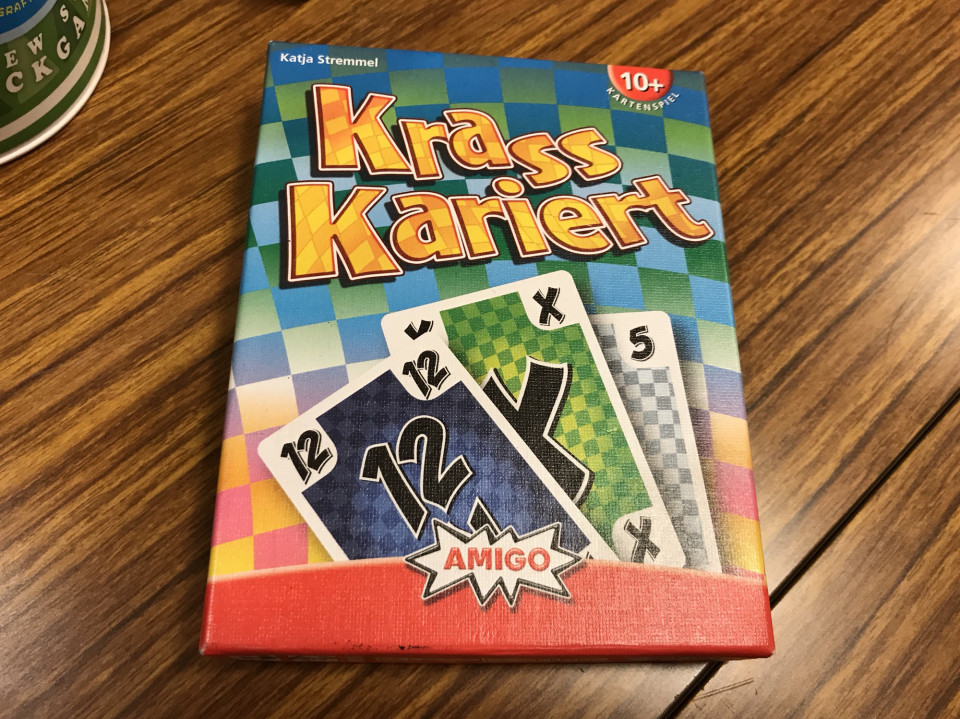 Katja Stremmel
10+
KARTENSPIEL
Krass
Kariert
X
5
12
12
12
X
AMIGO